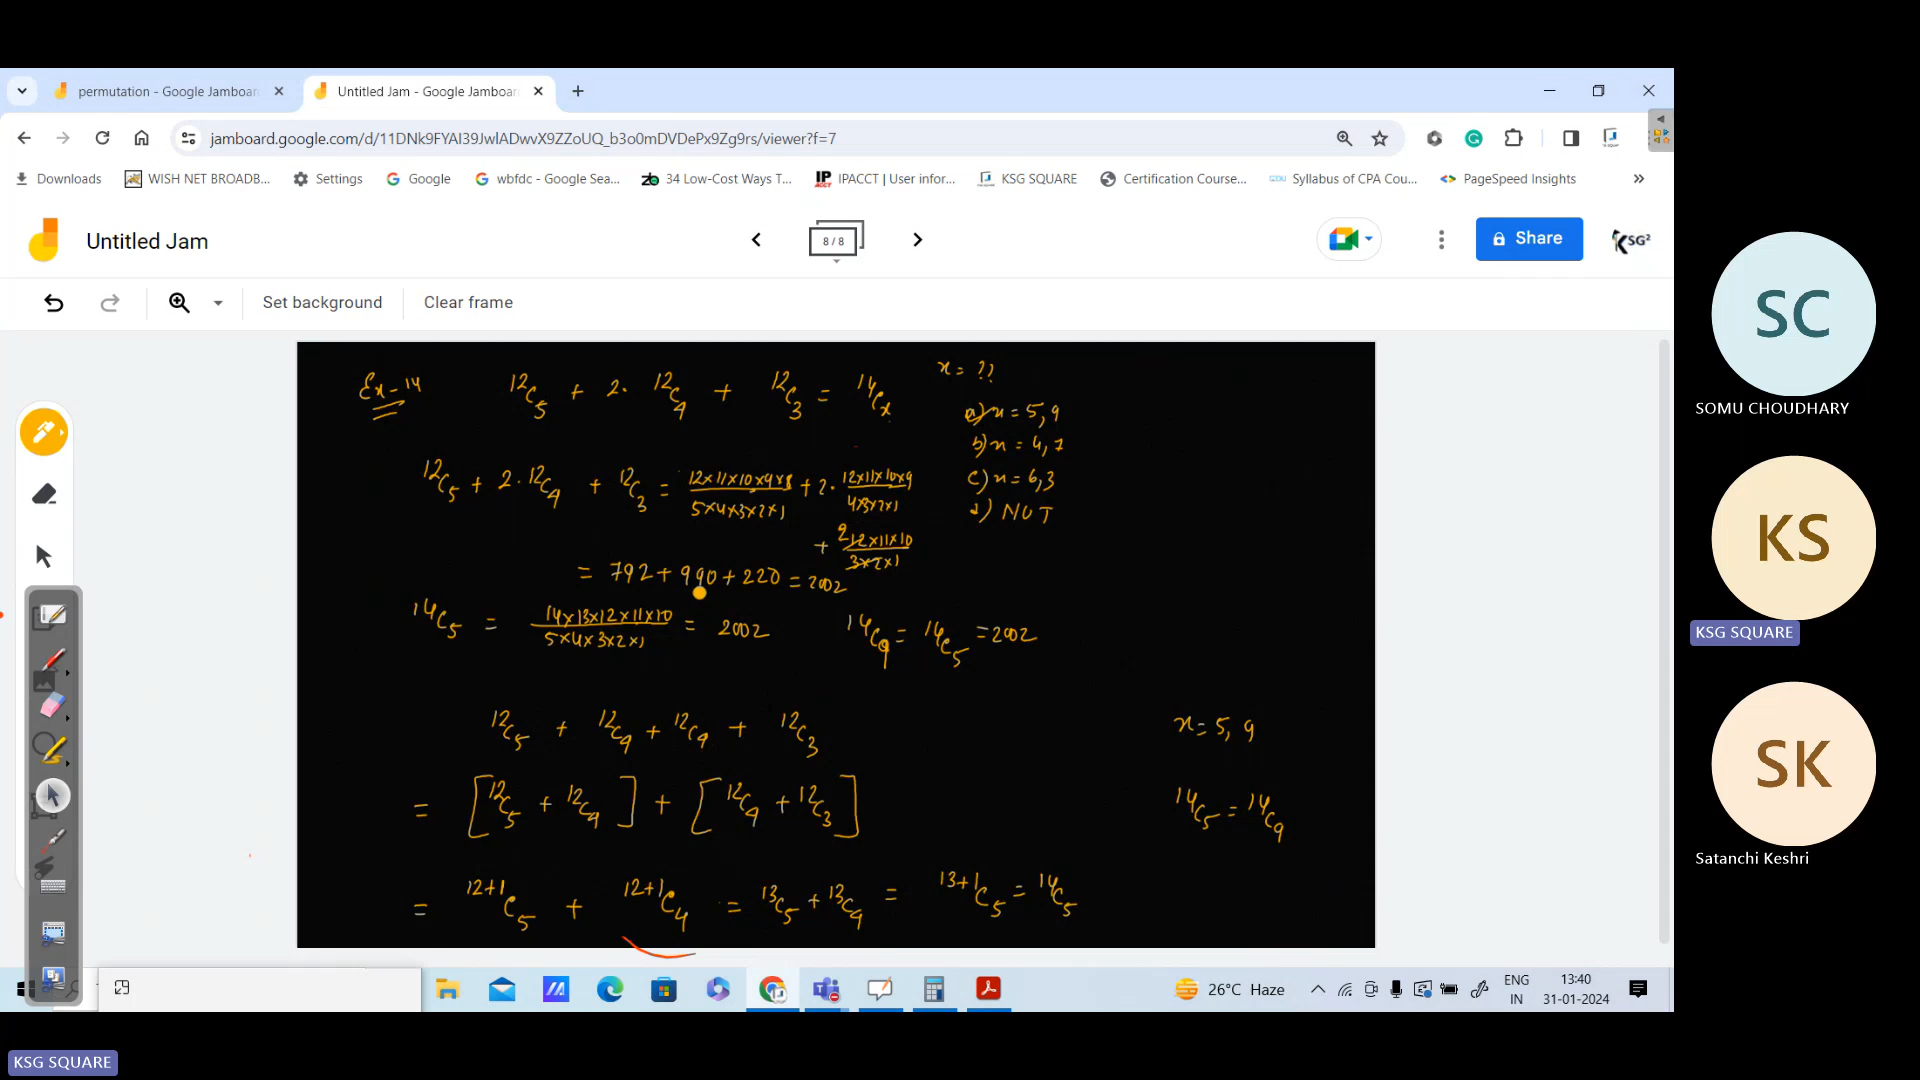 permutation - Google Jamboar
Untitled Jam - Google Jamboar
jamboard.google.com/d/11DNk9FYAI39JwlADwvX9ZZoUQ_b3o0mDVDePx9Zg9rs/viewer?f=7
Downloads WISH NET BROADB... Settings Google wbfdc - Google Sea... 34 Low-Cost Ways T... IPACCT | User infor... KSG SQUARE Certification Course... Syllabus of CPA Cou... PageSpeed Insights
Untitled Jam
8 / 8
Share
KSG²
Set background Clear frame
Ex-14 ¹²C₅ + 2. ¹²C₄ + ¹²C₃ = ¹⁴Cₓ x = ??
a) x = 5, 9
b) x = 4, 7
c) x = 6, 3
d) NOT
¹²C₅ + 2. ¹²C₄ + ¹²C₃ = 12×11×10×9×8 / 5×4×3×2×1 + 2. 12×11×10×9 / 4×3×2×1
+ 2 12×11×10 / 3×2×1
= 792 + 990 + 220 = 2002
¹⁴C₅ = 14×13×12×11×10 / 5×4×3×2×1 = 2002 ¹⁴C₉ = ¹⁴C₅ = 2002
¹²C₅ + ¹²C₄ + ¹²C₄ + ¹²C₃ x = 5, 9
= [¹²C₅ + ¹²C₄] + [¹²C₄ + ¹²C₃] ¹⁴C₅ = ¹⁴C₉
= ¹²⁺¹C₅ + ¹²⁺¹C₄ = ¹³C₅ + ¹³C₄ = ¹³⁺¹C₅ = ¹⁴C₅
SC
SOMU CHOUDHARY
KS
KSG SQUARE
SK
Satanchi Keshri
26°C Haze
ENG
IN
13:40
31-01-2024
KSG SQUARE